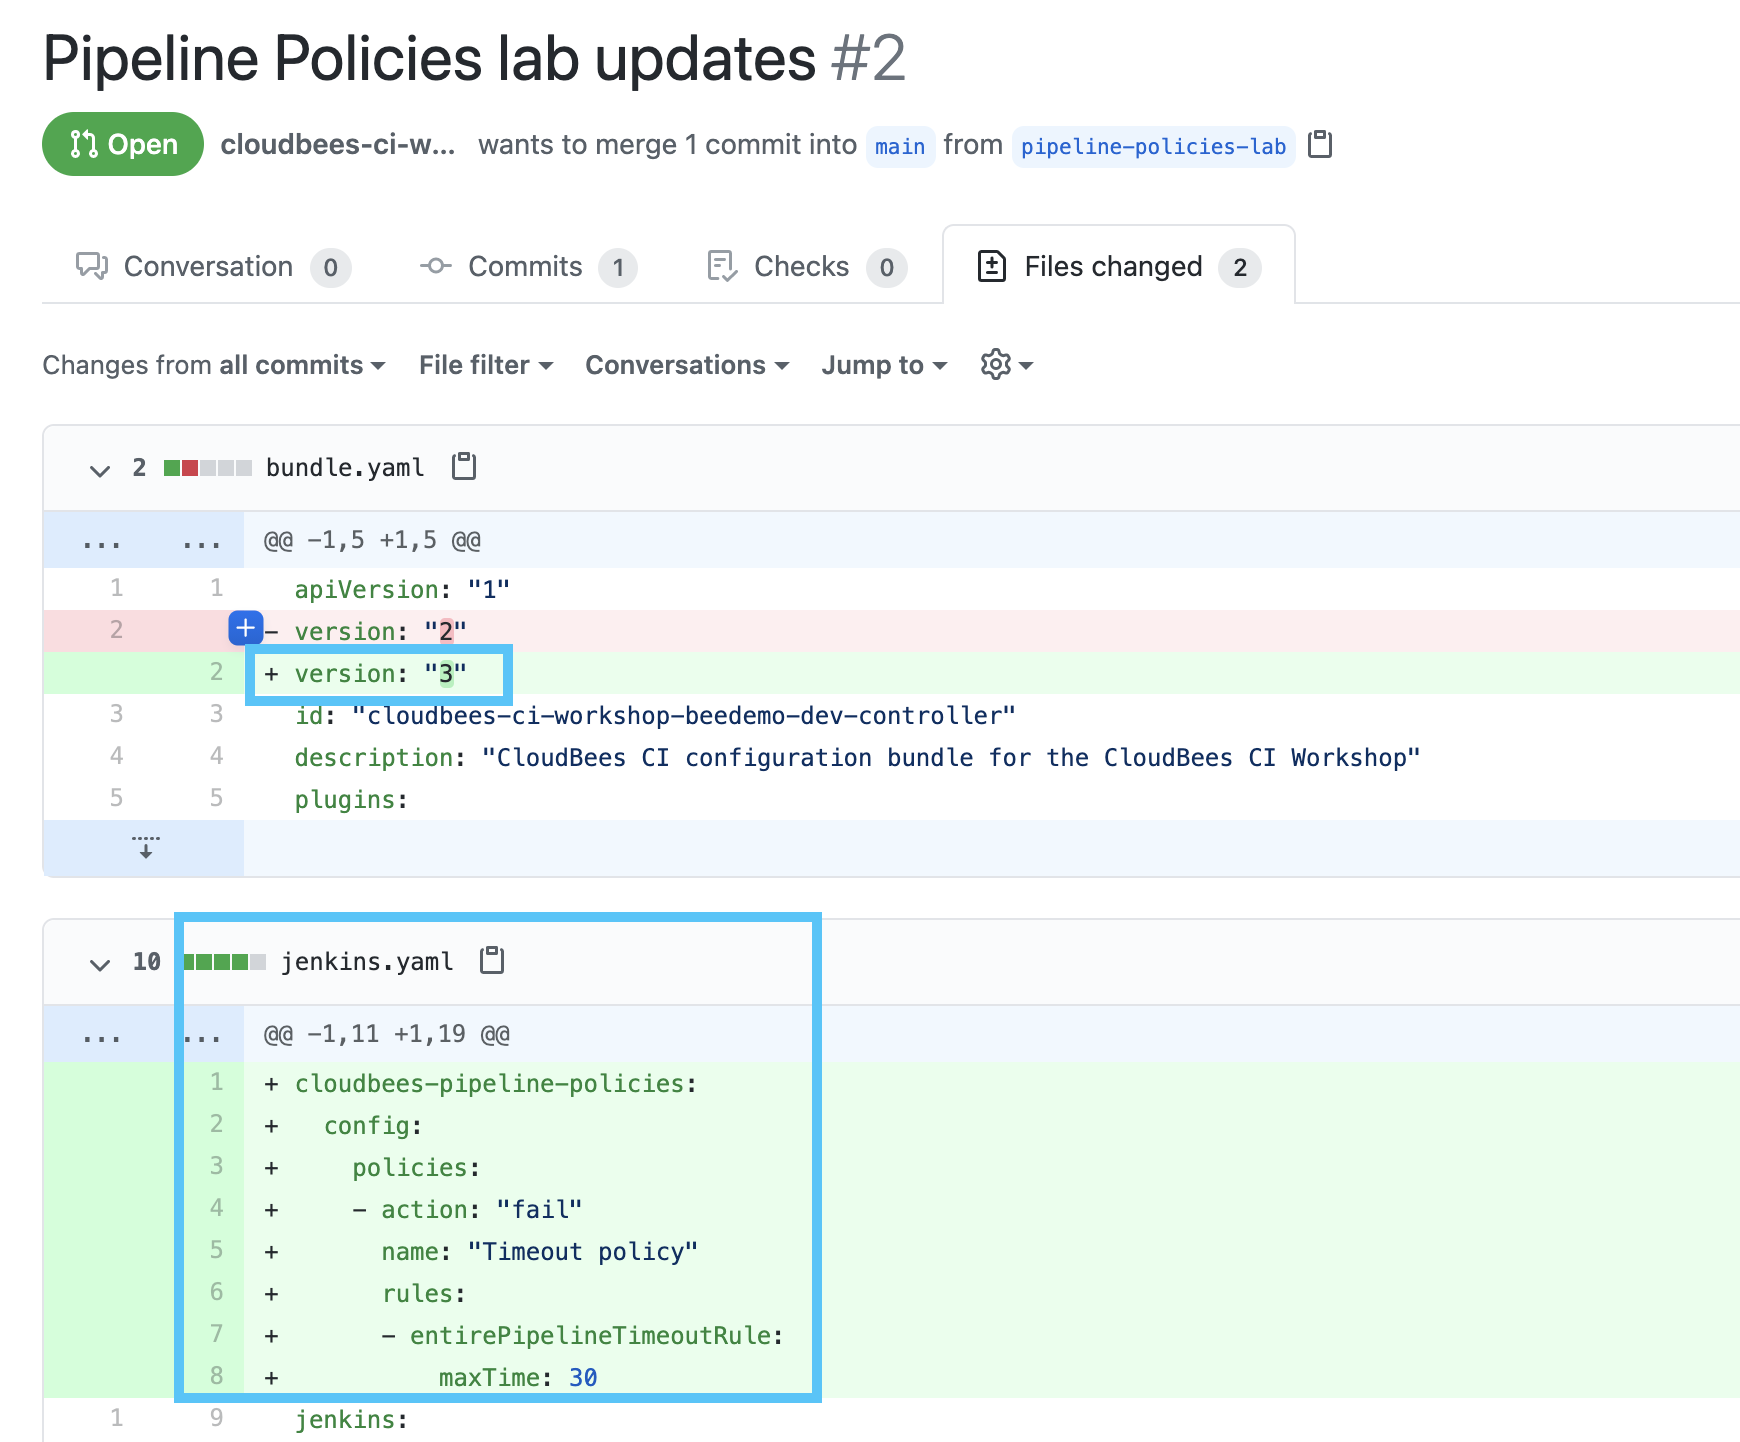 Pipeline Policies lab updates #2
Open cloudbees-ci-w... wants to merge 1 commit into main from pipeline-policies-lab
Conversation 0 Commits 1 Checks 0 Files changed 2
Changes from all commits File filter Conversations Jump to
2 bundle.yaml
... ... @@ -1,5 +1,5 @@
1 1 apiVersion: "1"
2 - version: "2"
2 + version: "3"
3 3 id: "cloudbees-ci-workshop-beedemo-dev-controller"
4 4 description: "CloudBees CI configuration bundle for the CloudBees CI Workshop"
5 5 plugins:
10 jenkins.yaml
... ... @@ -1,11 +1,19 @@
1 + cloudbees-pipeline-policies:
2 +   config:
3 +     policies:
4 +     - action: "fail"
5 +       name: "Timeout policy"
6 +       rules:
7 +       - entirePipelineTimeoutRule:
8 +           maxTime: 30
1 9 jenkins: